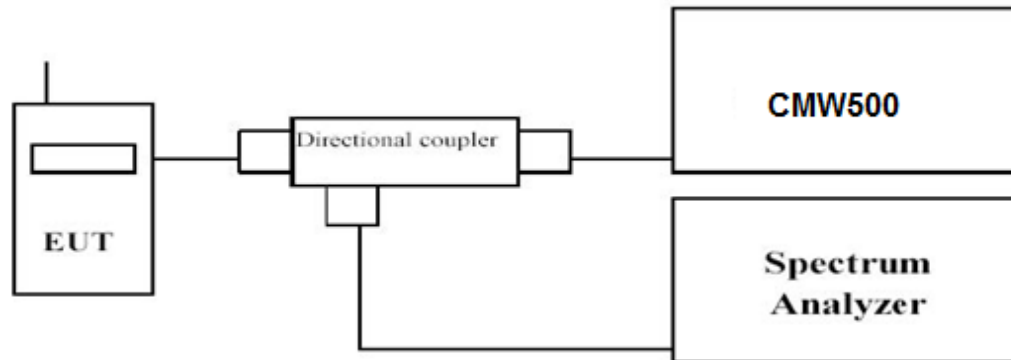 EUT
Directional coupler
CMW500
Spectrum
Analyzer